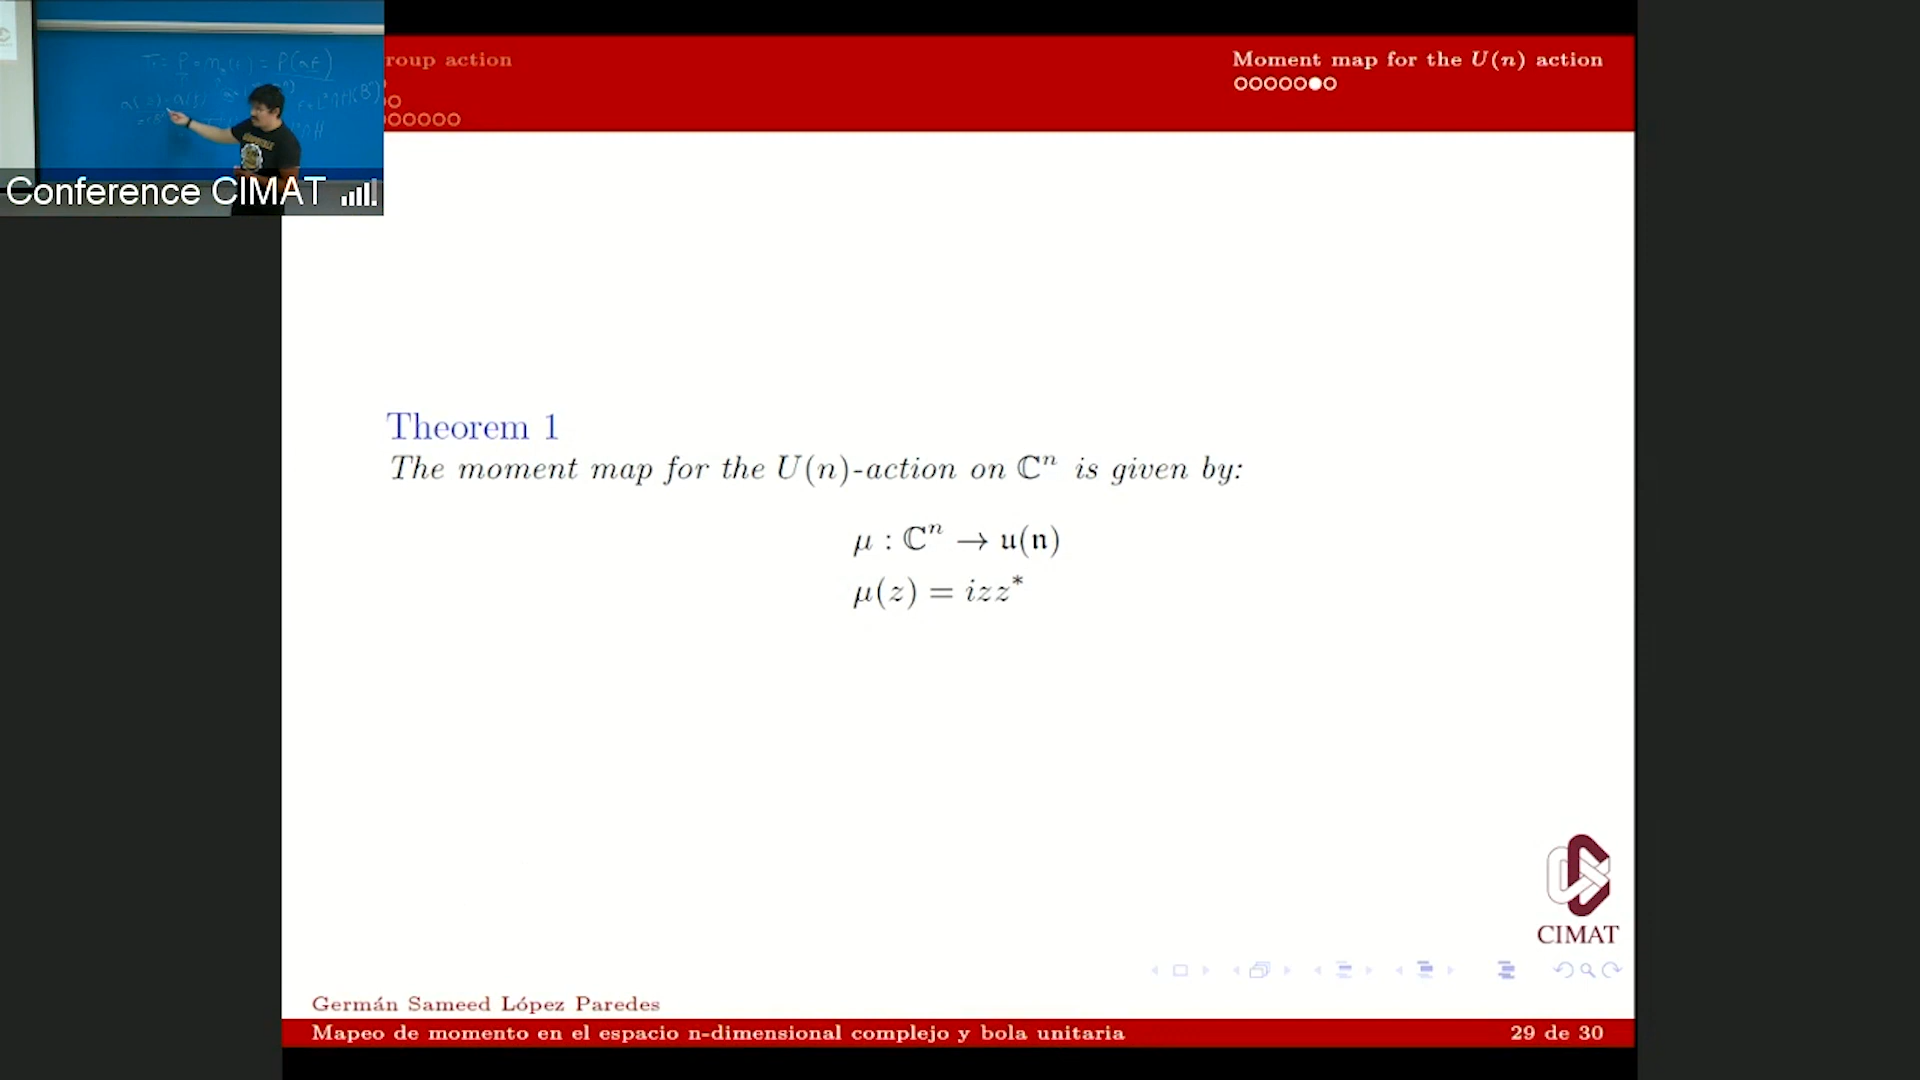 roup action
Moment map for the U(n) action
Conference CIMAT
Theorem 1
The moment map for the U(n)-action on ℂⁿ is given by:
μ : ℂⁿ → 𝔲(𝔫)
μ(z) = izz*
CIMAT
Germán Sameed López Paredes
Mapeo de momento en el espacio n-dimensional complejo y bola unitaria
29 de 30